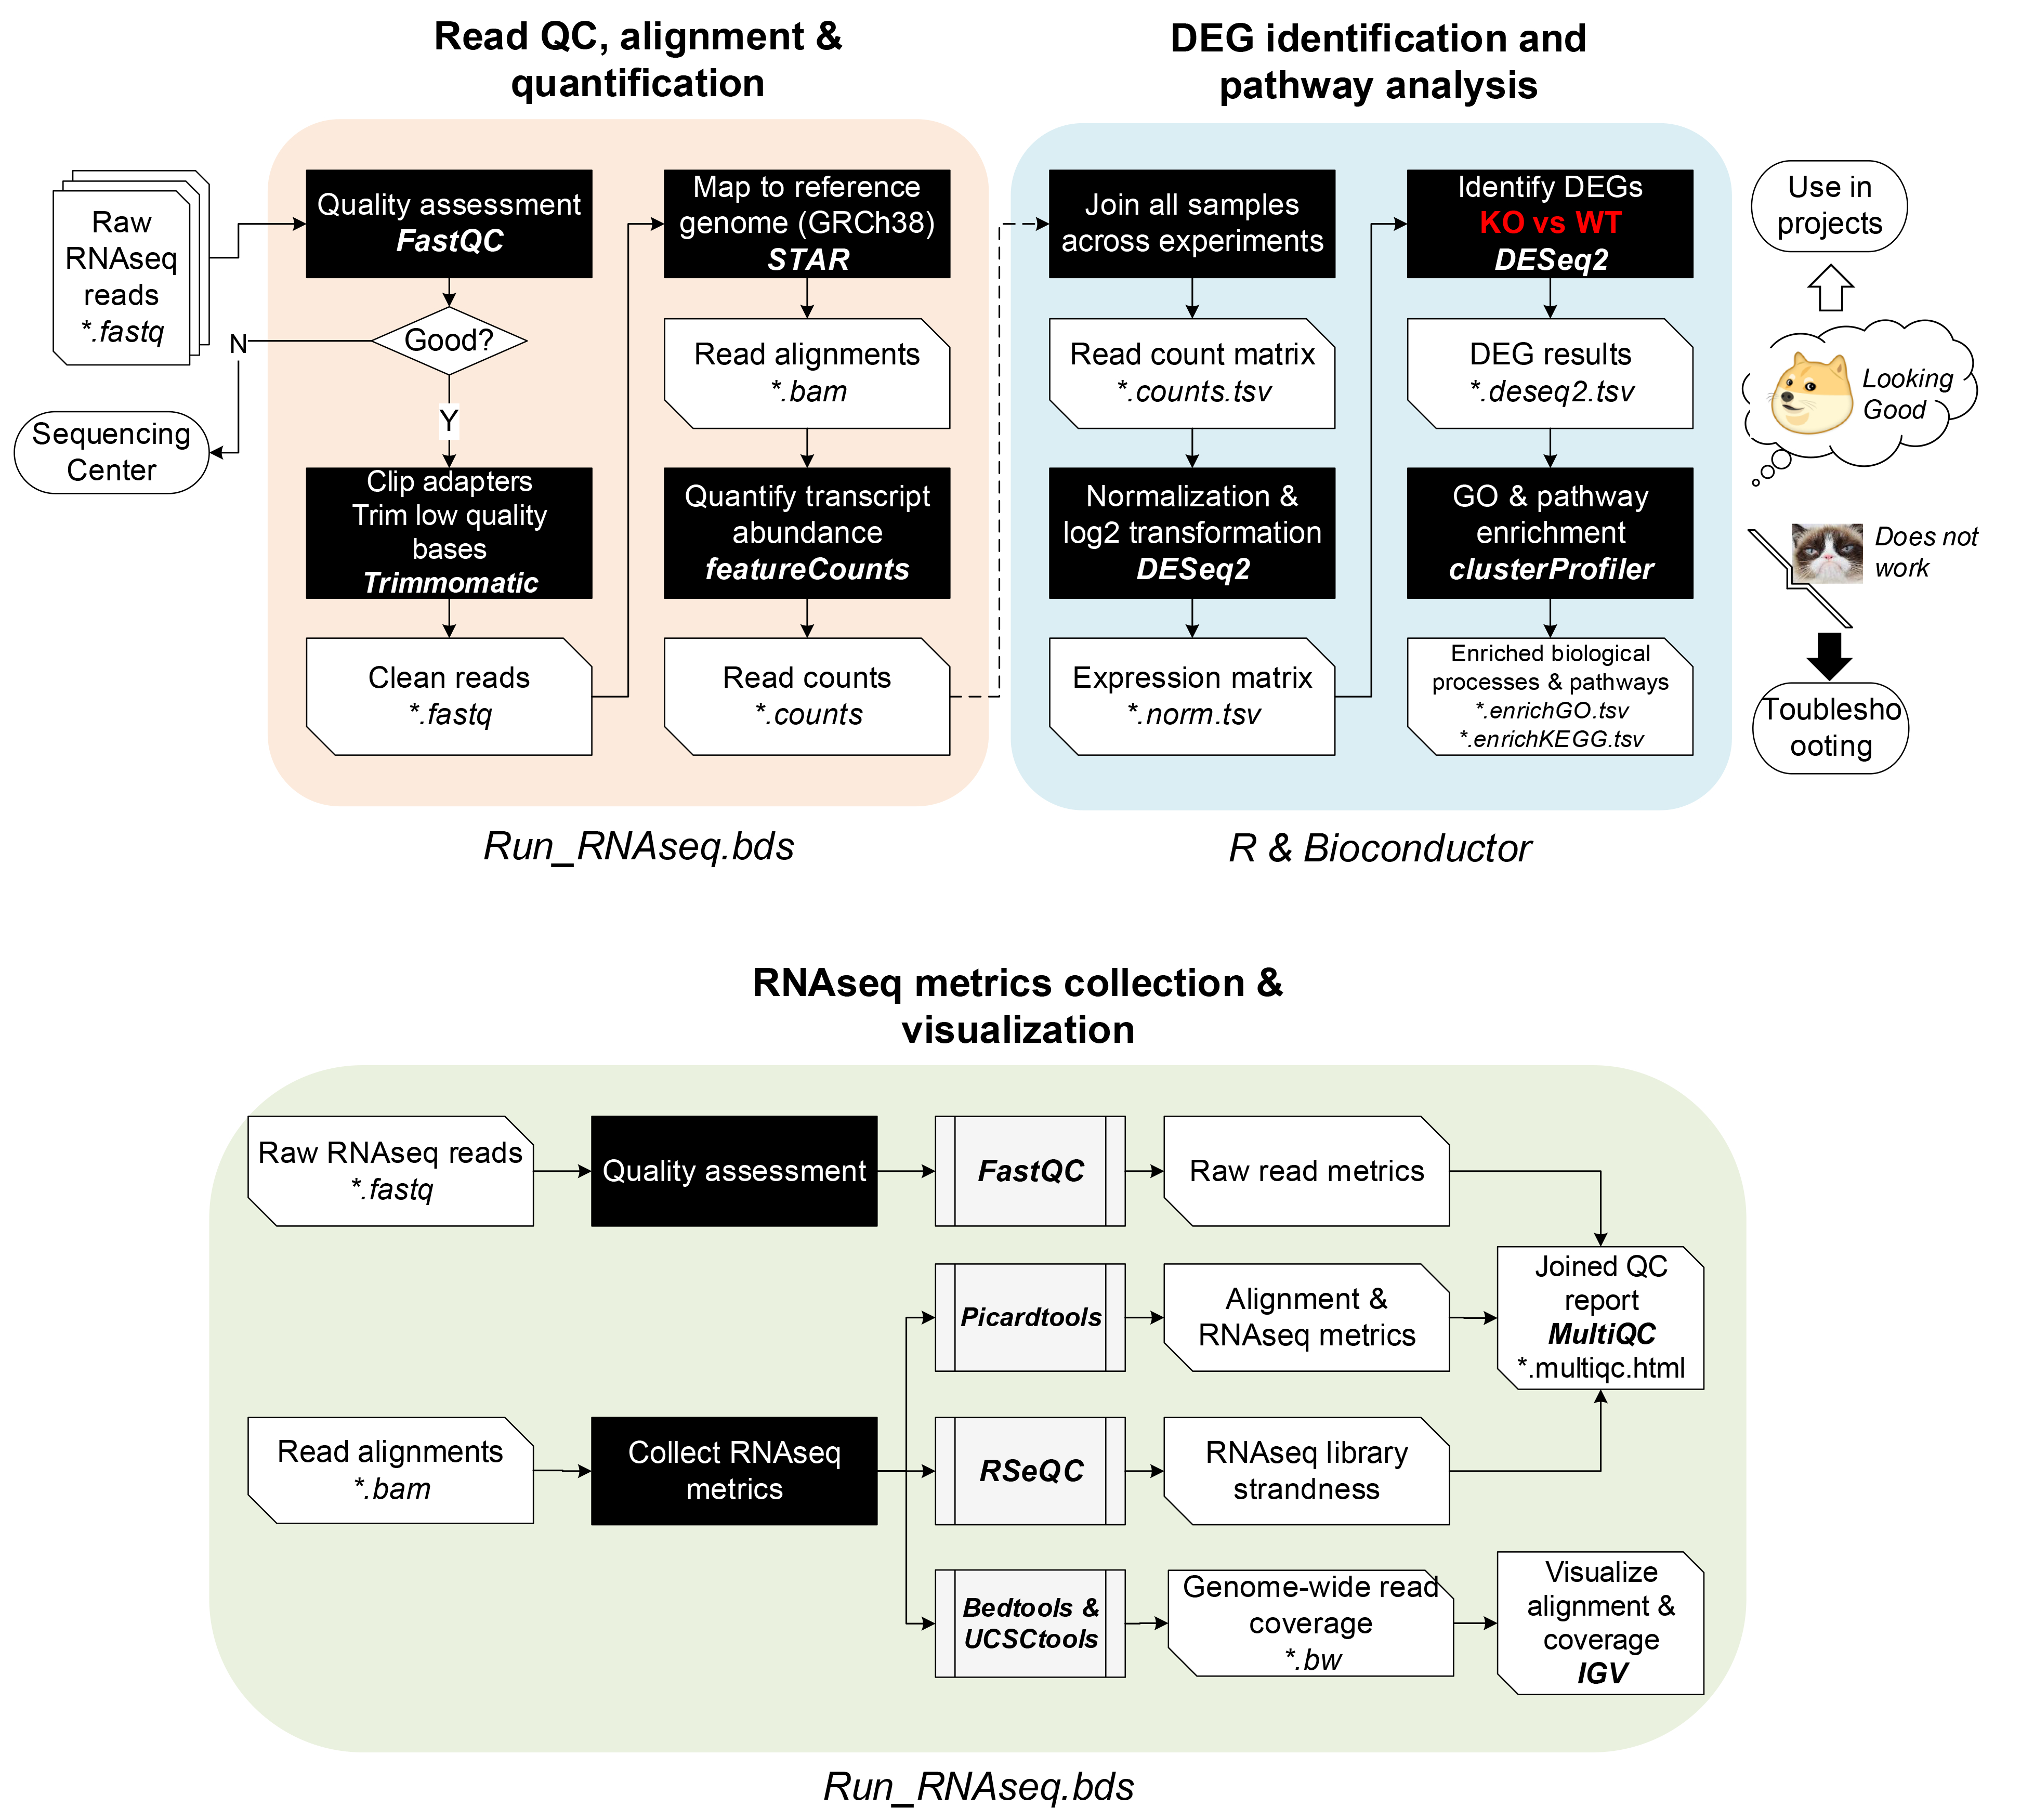 Read QC, alignment &
quantification
DEG identification and
pathway analysis
Raw
RNAseq
reads
*.fastq
Quality assessment
FastQC
Good?
N
Y
Sequencing
Center
Clip adapters
Trim low quality
bases
Trimmomatic
Clean reads
*.fastq
Map to reference
genome (GRCh38)
STAR
Read alignments
*.bam
Quantify transcript
abundance
featureCounts
Read counts
*.counts
Join all samples
across experiments
Read count matrix
*.counts.tsv
Normalization &
log2 transformation
DESeq2
Expression matrix
*.norm.tsv
Identify DEGs
KO vs WT
DESeq2
DEG results
*.deseq2.tsv
GO & pathway
enrichment
clusterProfiler
Enriched biological
processes & pathways
*.enrichGO.tsv
*.enrichKEGG.tsv
Use in
projects
Looking
Good
Does not
work
Toublesho
ooting
Run_RNAseq.bds
R & Bioconductor
RNAseq metrics collection &
visualization
Raw RNAseq reads
*.fastq
Quality assessment
FastQC
Raw read metrics
Picardtools
Alignment &
RNAseq metrics
Joined QC
report
MultiQC
*.multiqc.html
Read alignments
*.bam
Collect RNAseq
metrics
RSeQC
RNAseq library
strandness
Bedtools &
UCSCtools
Genome-wide read
coverage
*.bw
Visualize
alignment &
coverage
IGV
Run_RNAseq.bds